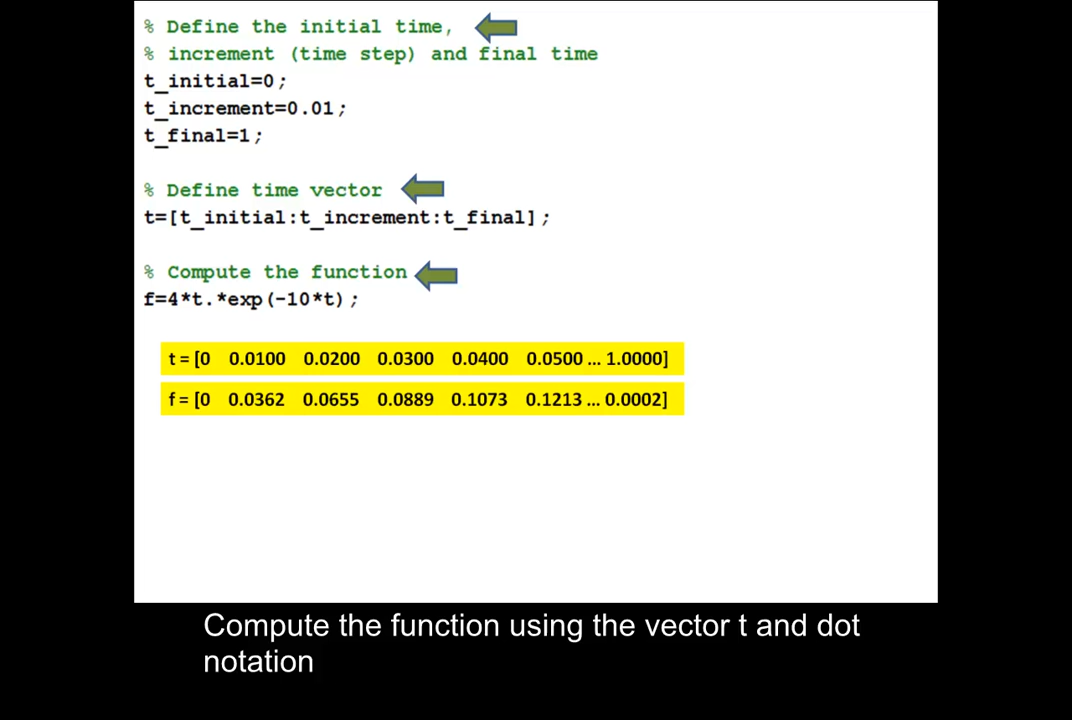 % Define the initial time,
% increment (time step) and final time
t_initial=0;
t_increment=0.01;
t_final=1;
% Define time vector
t=[t_initial:t_increment:t_final];
% Compute the function
f=4*t.*exp(-10*t);
t = [0 0.0100 0.0200 0.0300 0.0400 0.0500 ... 1.0000]
f = [0 0.0362 0.0655 0.0889 0.1073 0.1213 ... 0.0002]
Compute the function using the vector t and dot
notation